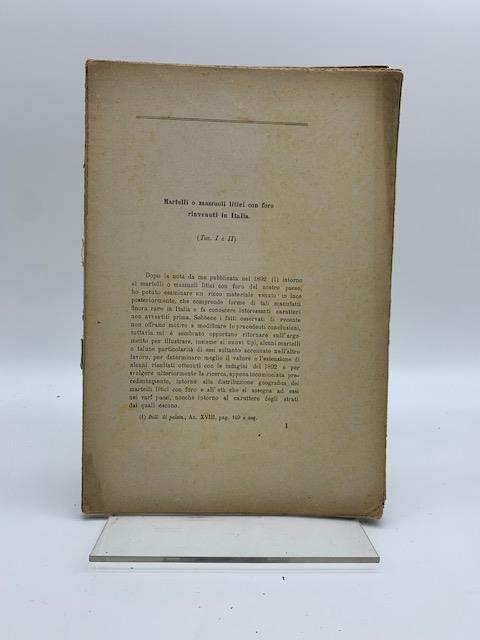 Martelli o mazzuoli litici con foro
rinvenuti in Italia.
(Tav. I e II)
Dopo la nota da me pubblicata nel 1892 (1) intorno
ai martelli o mazzuoli litici con foro del nostro paese,
ho potuto esaminare un ricco materiale venuto in luce
posteriormente, che comprende forme di tali manufatti
finora rare in Italia e fa conoscere interessanti caratteri
non avvertiti prima. Sebbene i fatti osservati di recente
non offrano motivo a modificare le precedenti conclusioni,
tuttavia mi è sembrato opportuno ritornare sull'argo-
mento per illustrare, insieme ai nuovi tipi, alcuni martelli
o talune particolarità di essi soltanto accennate nell'altro
lavoro, per determinare meglio il valore e l'estensione di
alcuni risultati ottenuti con le indagini del 1892 e per
svolgere ulteriormente la ricerca, appena incominciata pre-
cedentemente, intorno alla distribuzione geografica dei
martelli litici con foro e all'età che si assegna ad essi
nei varî paesi, nonchè intorno al carattere degli strati
dai quali escono.
(1) Bull. di paletn., An. XVIII, pag. 149 e seg.
1